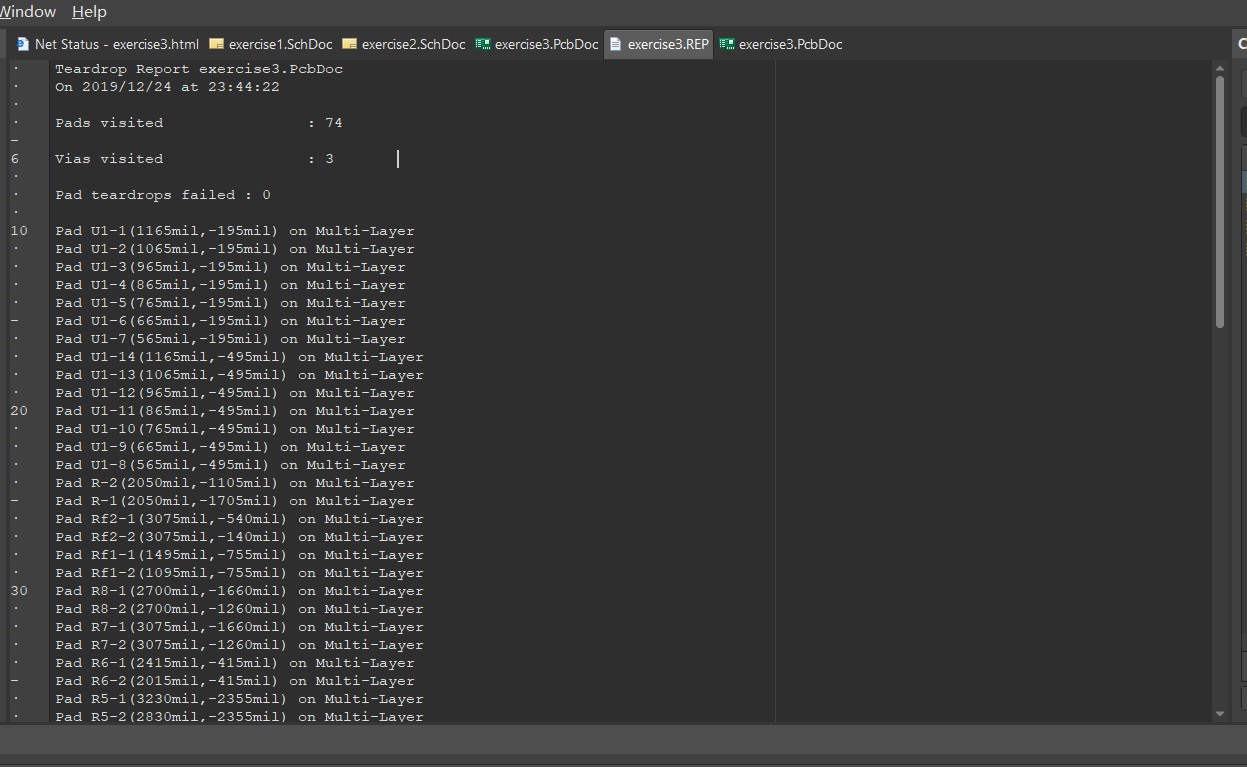 Window Help
Net Status - exercise3.html exercise1.SchDoc exercise2.SchDoc exercise3.PcbDoc exercise3.REP exercise3.PcbDoc C
Teardrop Report exercise3.PcbDoc
On 2019/12/24 at 23:44:22
Pads visited : 74
6 Vias visited : 3
Pad teardrops failed : 0
10 Pad U1-1(1165mil,-195mil) on Multi-Layer
Pad U1-2(1065mil,-195mil) on Multi-Layer
Pad U1-3(965mil,-195mil) on Multi-Layer
Pad U1-4(865mil,-195mil) on Multi-Layer
Pad U1-5(765mil,-195mil) on Multi-Layer
Pad U1-6(665mil,-195mil) on Multi-Layer
Pad U1-7(565mil,-195mil) on Multi-Layer
Pad U1-14(1165mil,-495mil) on Multi-Layer
Pad U1-13(1065mil,-495mil) on Multi-Layer
Pad U1-12(965mil,-495mil) on Multi-Layer
20 Pad U1-11(865mil,-495mil) on Multi-Layer
Pad U1-10(765mil,-495mil) on Multi-Layer
Pad U1-9(665mil,-495mil) on Multi-Layer
Pad U1-8(565mil,-495mil) on Multi-Layer
Pad R-2(2050mil,-1105mil) on Multi-Layer
Pad R-1(2050mil,-1705mil) on Multi-Layer
Pad Rf2-1(3075mil,-540mil) on Multi-Layer
Pad Rf2-2(3075mil,-140mil) on Multi-Layer
Pad Rf1-1(1495mil,-755mil) on Multi-Layer
Pad Rf1-2(1095mil,-755mil) on Multi-Layer
30 Pad R8-1(2700mil,-1660mil) on Multi-Layer
Pad R8-2(2700mil,-1260mil) on Multi-Layer
Pad R7-1(3075mil,-1660mil) on Multi-Layer
Pad R7-2(3075mil,-1260mil) on Multi-Layer
Pad R6-1(2415mil,-415mil) on Multi-Layer
Pad R6-2(2015mil,-415mil) on Multi-Layer
Pad R5-1(3230mil,-2355mil) on Multi-Layer
Pad R5-2(2830mil,-2355mil) on Multi-Layer